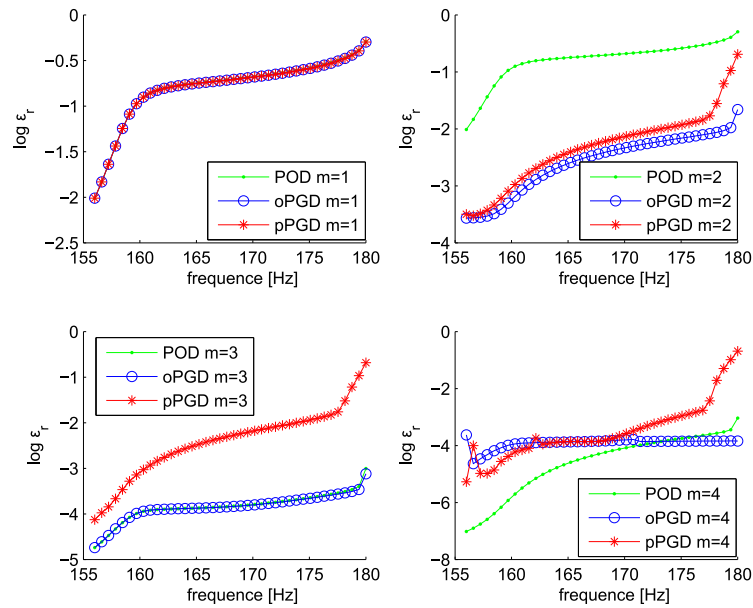 0
−0.5
−1
−1.5
−2
−2.5
log εr
155 160 165 170 175 180
frequence [Hz]
POD m=1
oPGD m=1
pPGD m=1
0
−1
−2
−3
−4
log εr
155 160 165 170 175 180
frequence [Hz]
POD m=2
oPGD m=2
pPGD m=2
0
−1
−2
−3
−4
−5
log εr
155 160 165 170 175 180
frequence [Hz]
POD m=3
oPGD m=3
pPGD m=3
0
−2
−4
−6
−8
log εr
155 160 165 170 175 180
frequence [Hz]
POD m=4
oPGD m=4
pPGD m=4